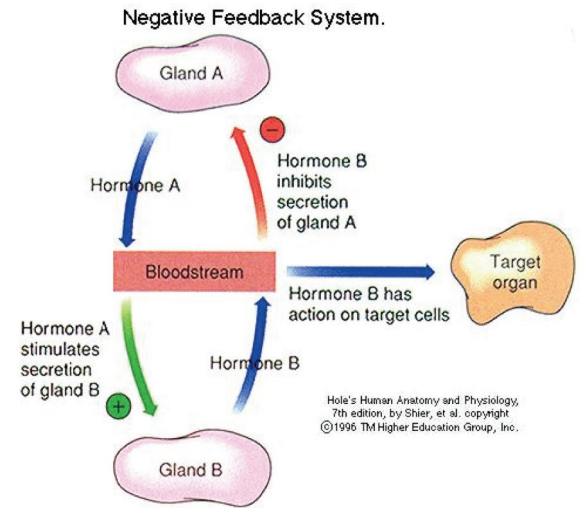 Negative Feedback System.
Gland A
Hormone A
Hormone B
inhibits
secretion
of gland A
Bloodstream
Target
organ
Hormone B has
action on target cells
Hormone A
stimulates
secretion
of gland B
Hormone B
Gland B
Hole's Human Anatomy and Physiology,
7th edition, by Shier, et al. copyright
©1996 TM Higher Education Group, Inc.